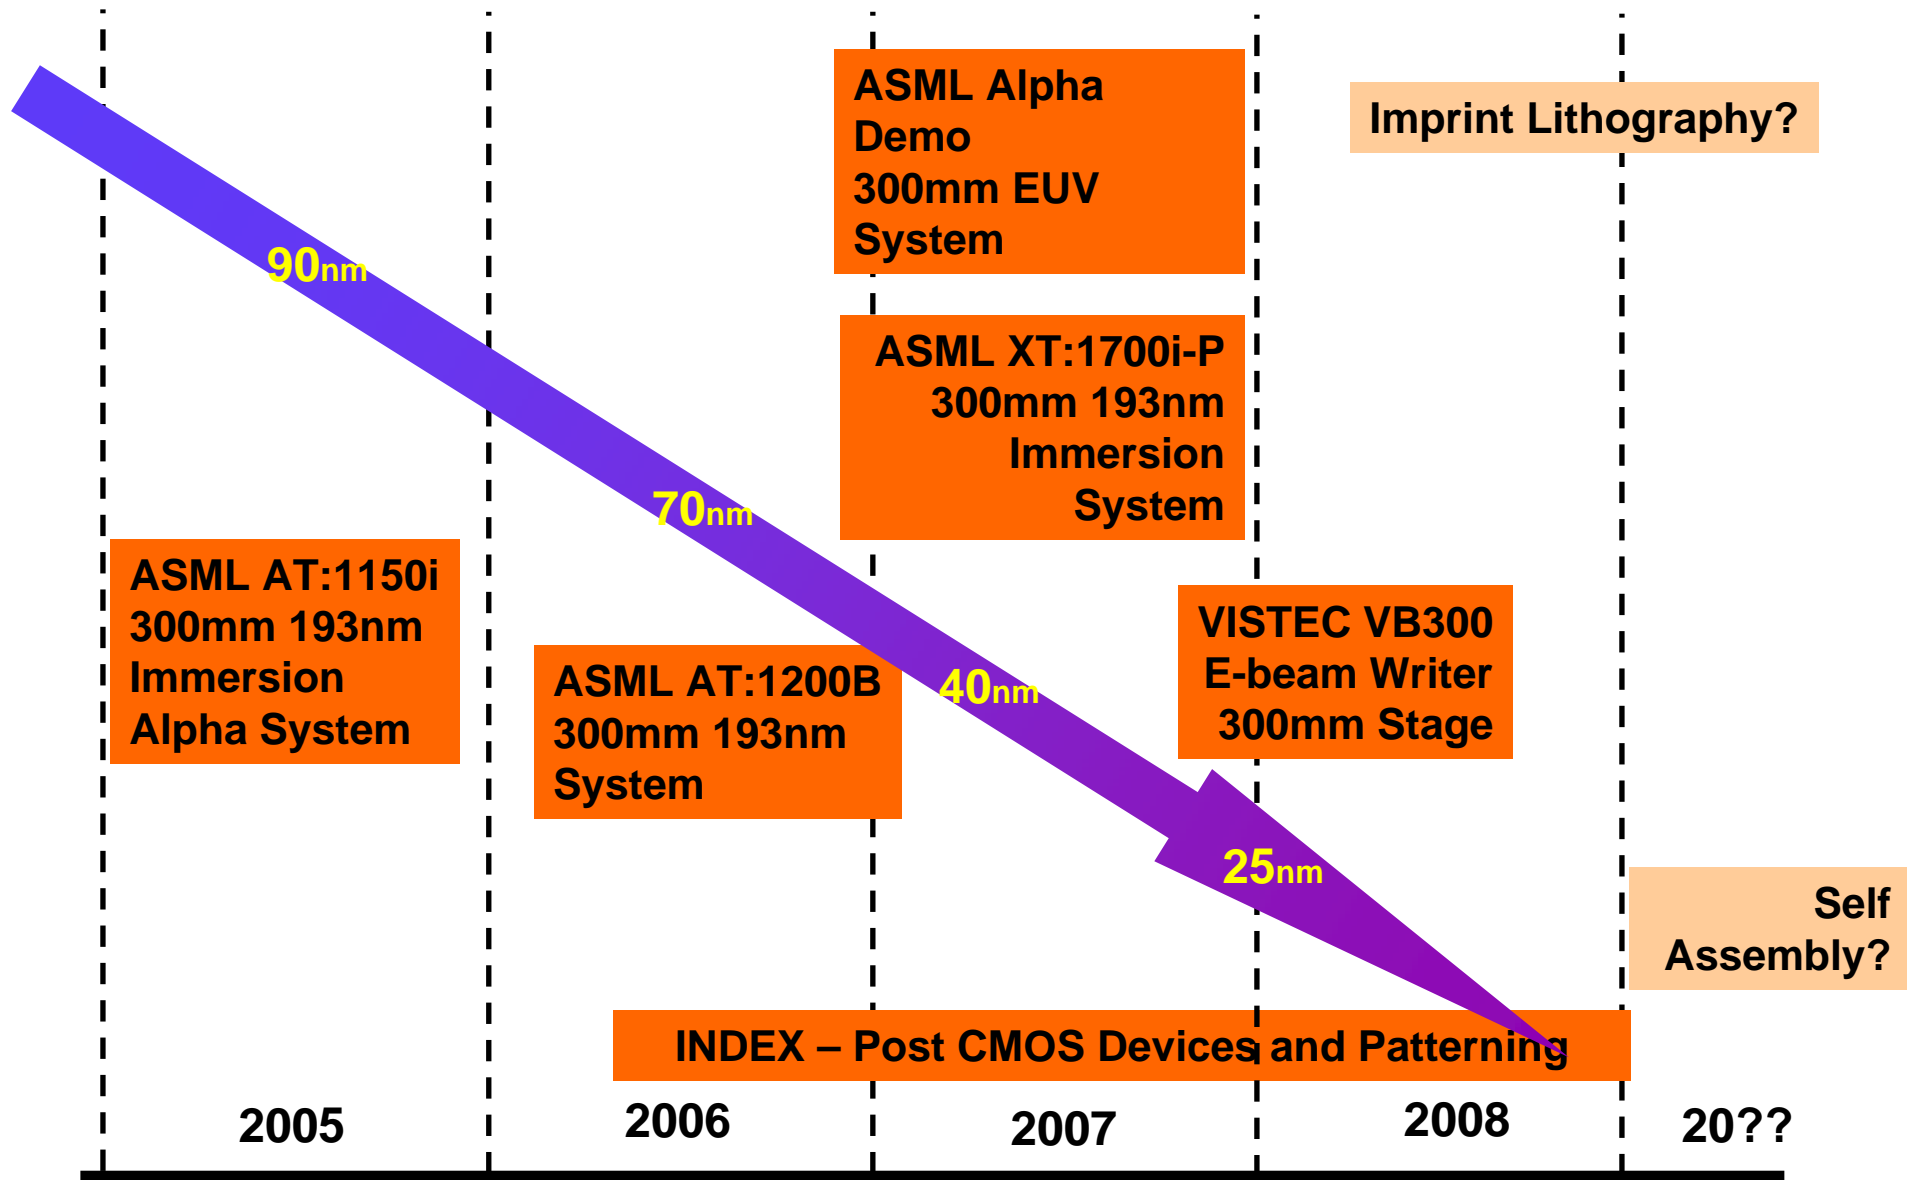 ASML Alpha
Demo
300mm EUV
System
Imprint Lithography?
90nm
ASML XT:1700i-P
300mm 193nm
Immersion
System
70nm
ASML AT:1150i
300mm 193nm
Immersion
Alpha System
ASML AT:1200B
300mm 193nm
System
40nm
VISTEC VB300
E-beam Writer
300mm Stage
25nm
Self
Assembly?
INDEX – Post CMOS Devices and Patterning
2005
2006
2007
2008
20??